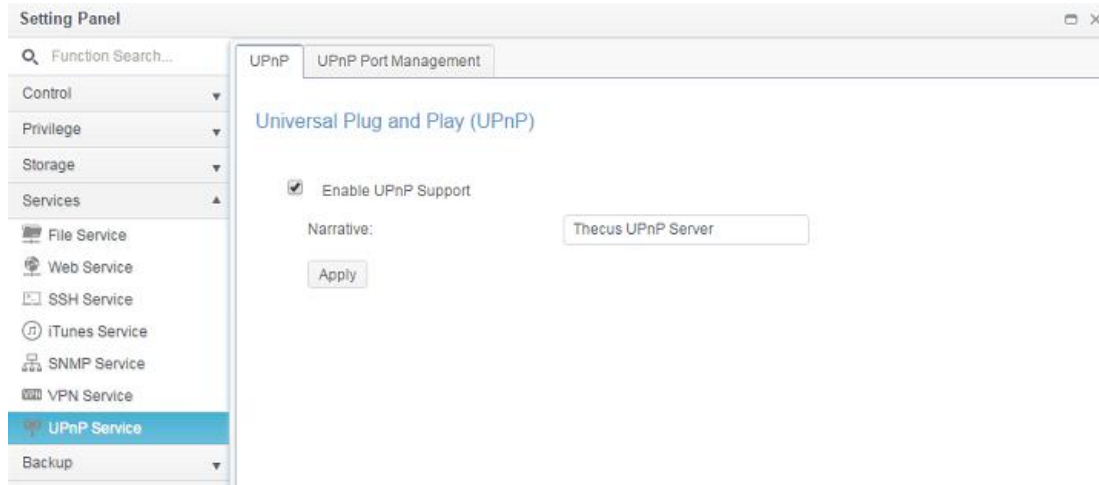 Setting Panel
Function Search...
Control
Privilege
Storage
Services
File Service
Web Service
SSH Service
iTunes Service
SNMP Service
VPN Service
UPnP Service
Backup
UPnP
UPnP Port Management
Universal Plug and Play (UPnP)
Enable UPnP Support
Narrative: Thecus UPnP Server
Apply